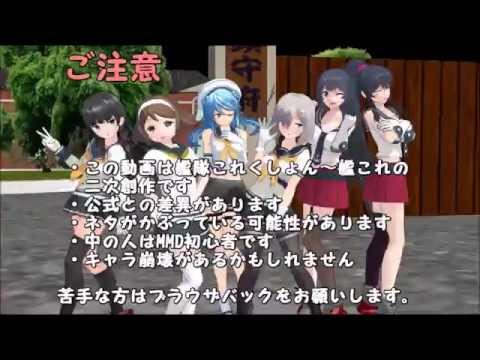 ご注意
鎮守府
・この動画は艦隊これくしょん～艦これの
二次創作です
・公式との差異があります
・ネタがかぶっている可能性があります
・中の人はMMD初心者です
・キャラ崩壊があるかもしれません
苦手な方はブラウザバックをお願いします。